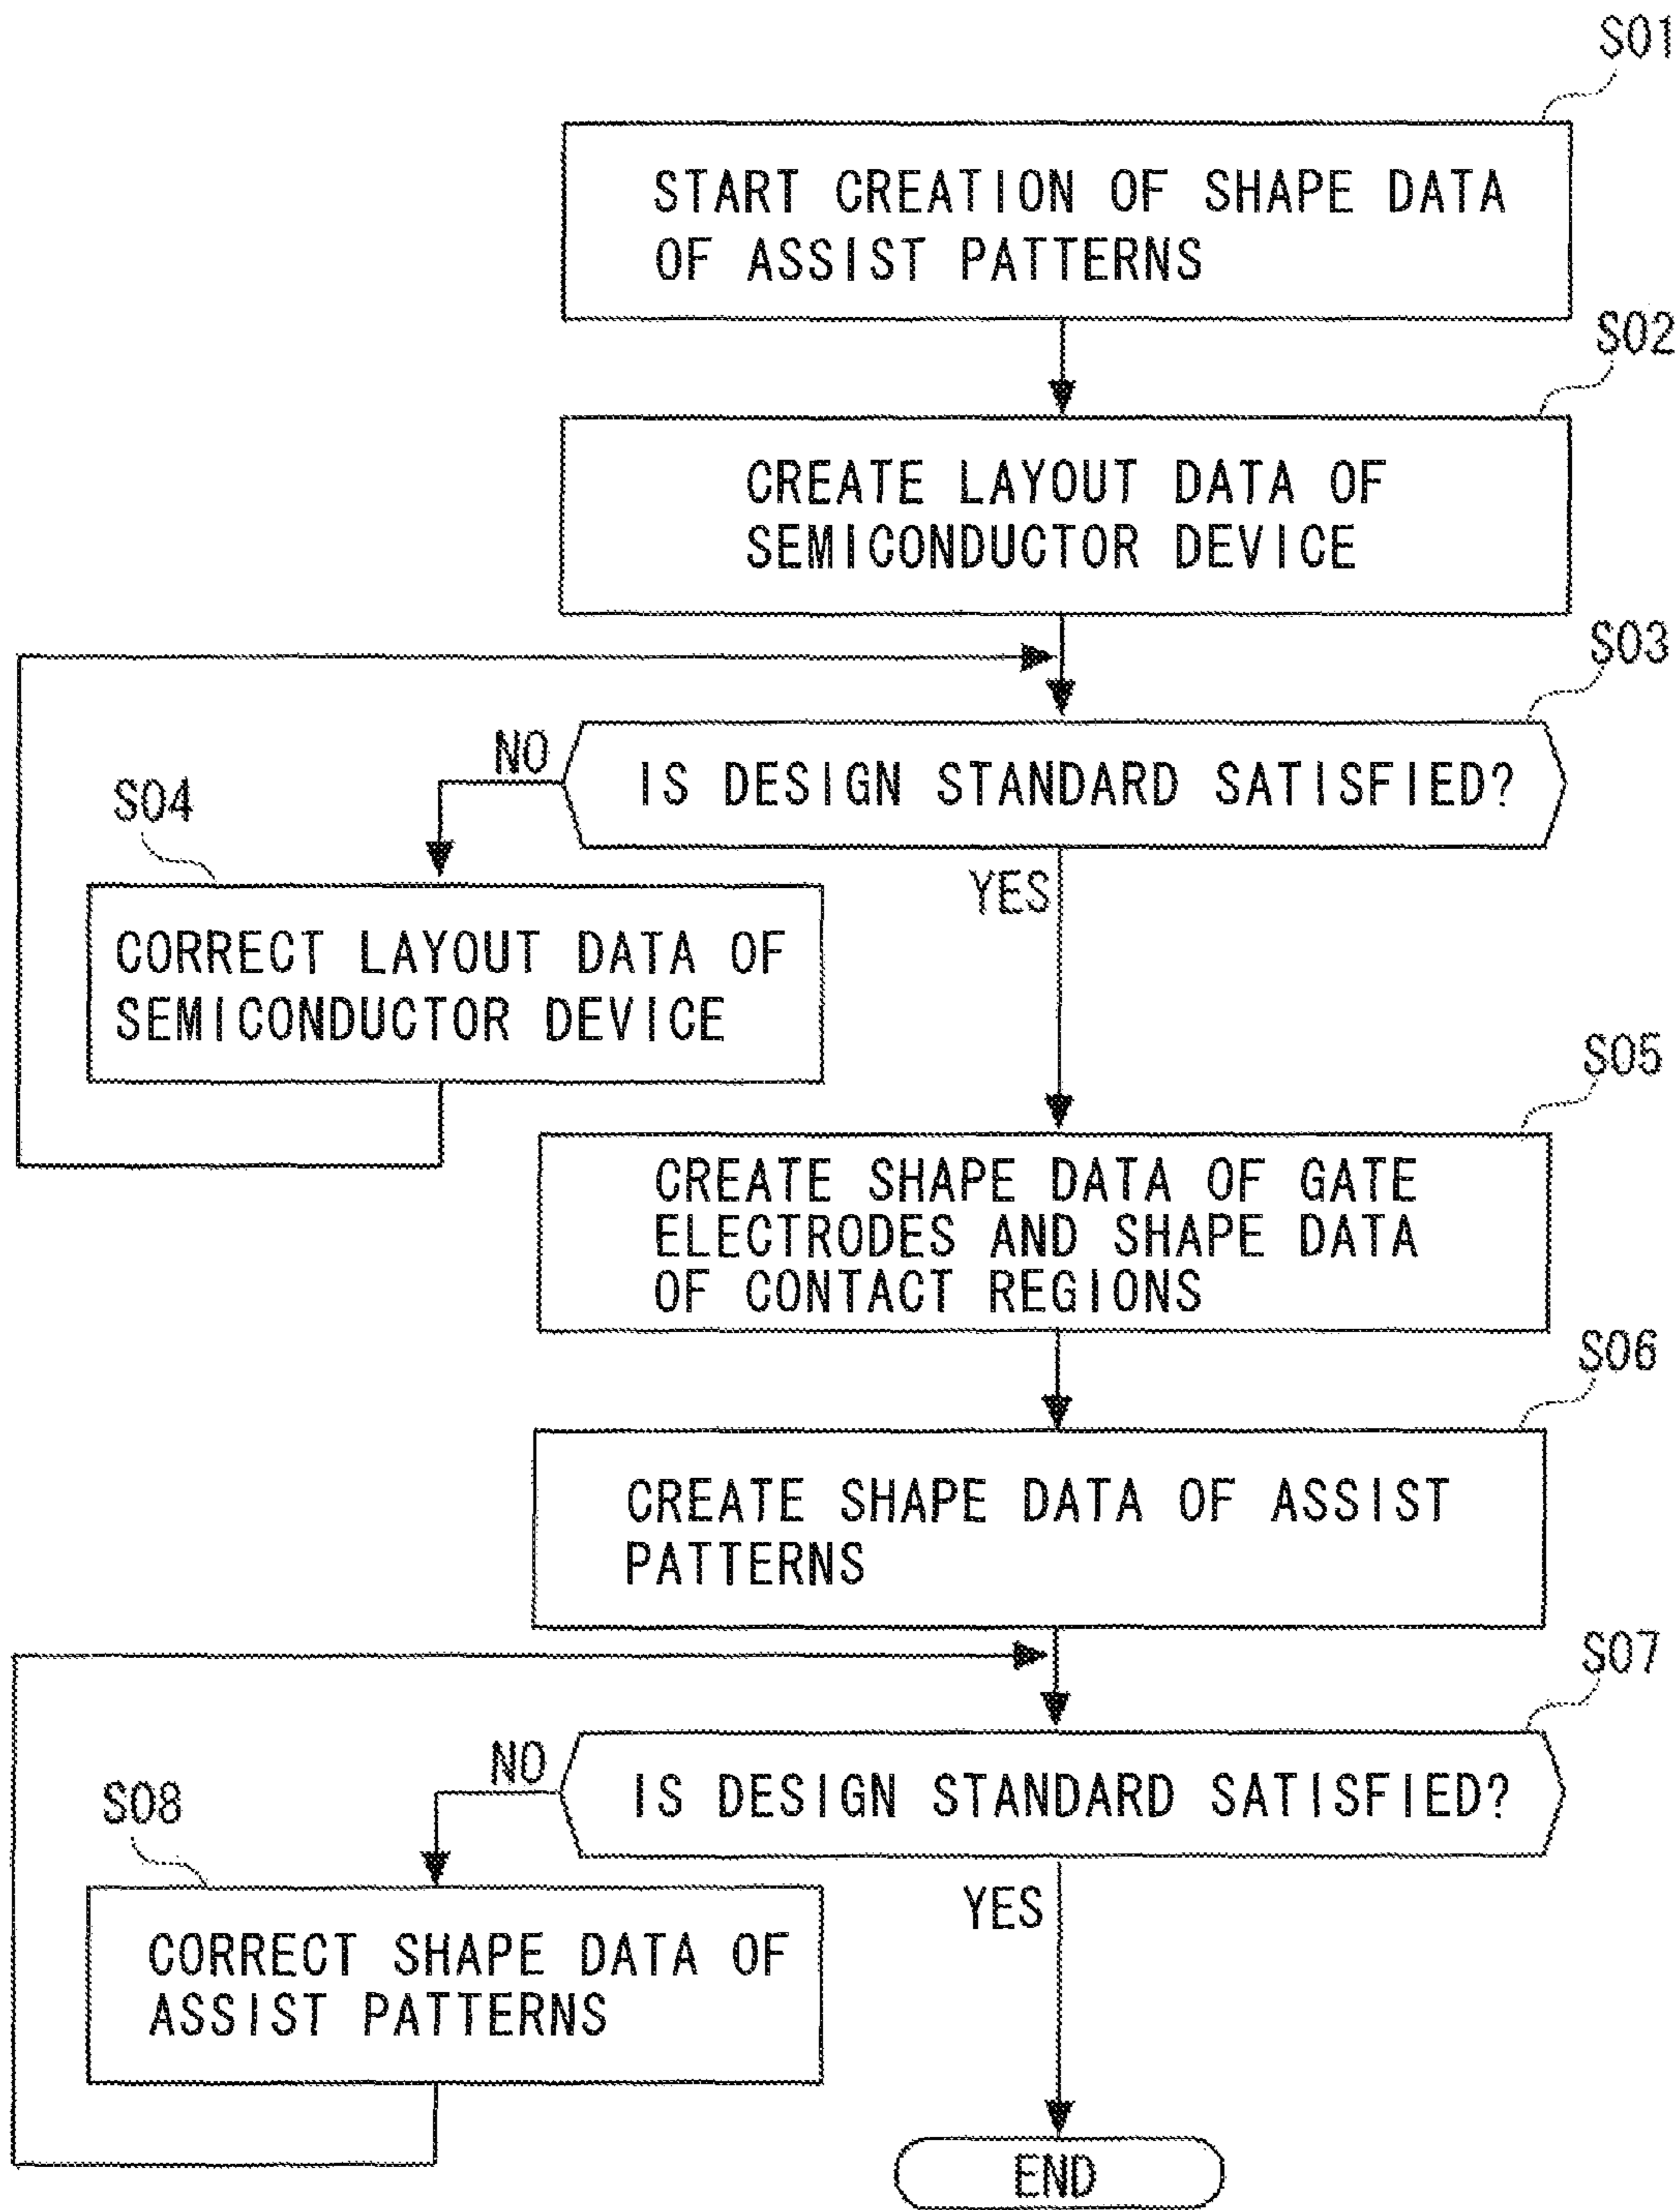 S01
START CREATION OF SHAPE DATA
OF ASSIST PATTERNS
S02
CREATE LAYOUT DATA OF
SEMICONDUCTOR DEVICE
S03
IS DESIGN STANDARD SATISFIED?
NO
YES
S04
CORRECT LAYOUT DATA OF
SEMICONDUCTOR DEVICE
S05
CREATE SHAPE DATA OF GATE
ELECTRODES AND SHAPE DATA
OF CONTACT REGIONS
S06
CREATE SHAPE DATA OF ASSIST
PATTERNS
S07
IS DESIGN STANDARD SATISFIED?
NO
YES
S08
CORRECT SHAPE DATA OF
ASSIST PATTERNS
END